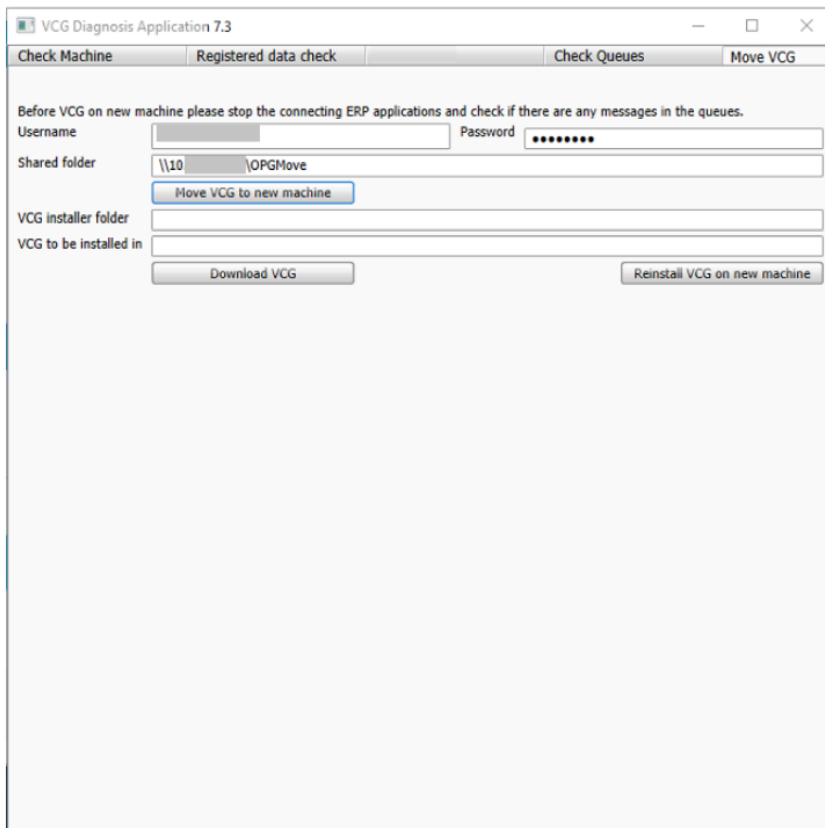 VCG Diagnosis Application 7.3
Check Machine Registered data check Check Queues Move VCG
Before VCG on new machine please stop the connecting ERP applications and check if there are any messages in the queues.
Username Password ●●●●●●●●
Shared folder \\10 \OPGMove
Move VCG to new machine
VCG installer folder
VCG to be installed in
Download VCG Reinstall VCG on new machine